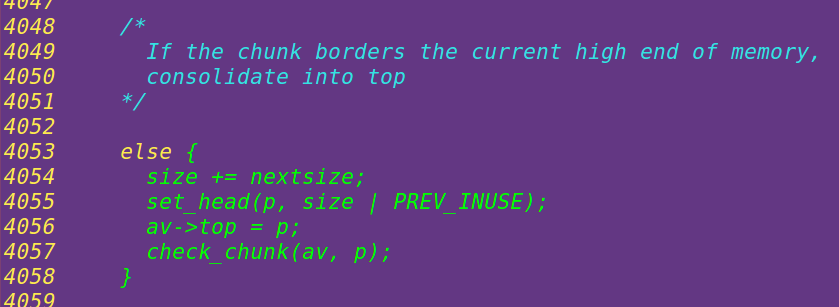 4047
4048 /*
4049 If the chunk borders the current high end of memory,
4050 consolidate into top
4051 */
4052
4053 else {
4054 size += nextsize;
4055 set_head(p, size | PREV_INUSE);
4056 av->top = p;
4057 check_chunk(av, p);
4058 }
4059